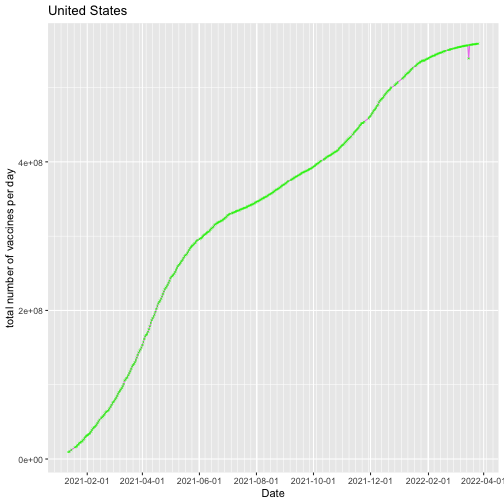 United States
total number of vaccines per day
4e+08
2e+08
0e+00
2021-02-01 2021-04-01 2021-06-01 2021-08-01 2021-10-01 2021-12-01 2022-02-01 2022-04-0
Date